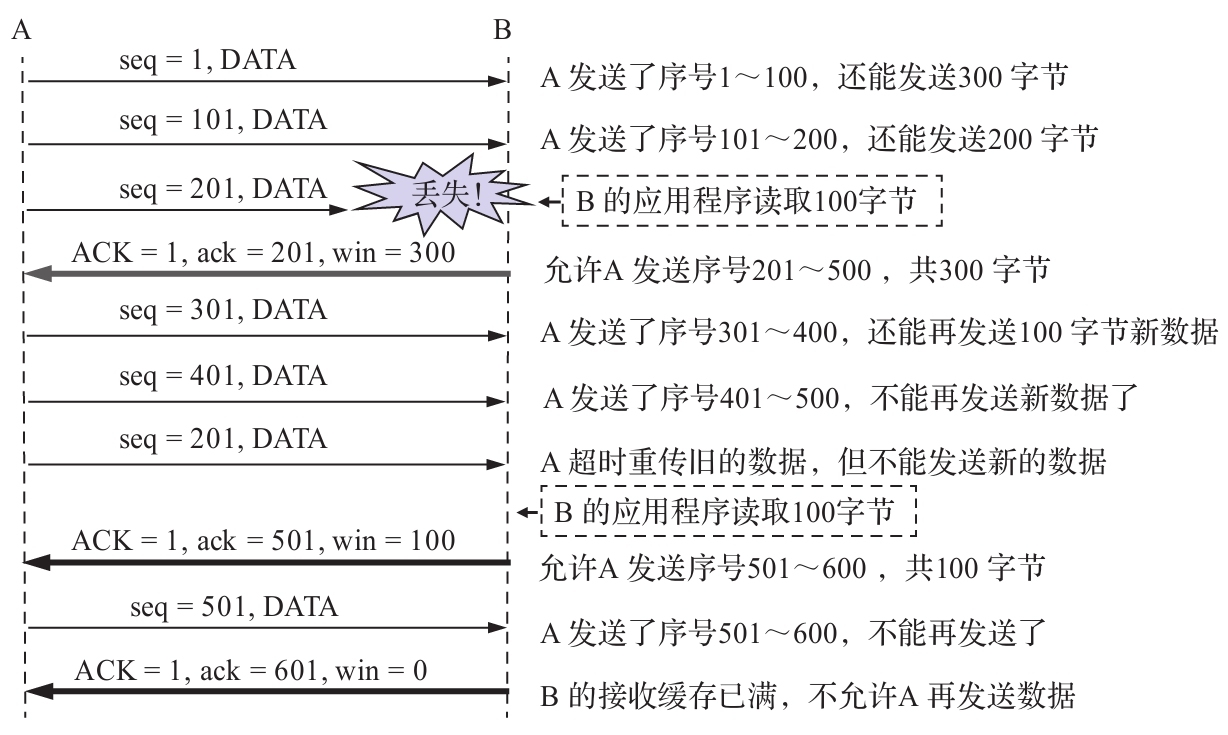 A B
seq = 1, DATA
A 发送了序号1～100，还能发送300 字节
seq = 101, DATA
A 发送了序号101～200，还能发送200 字节
seq = 201, DATA
丢失！
B 的应用程序读取100字节
ACK = 1, ack = 201, win = 300
允许A 发送序号201～500 ，共300 字节
seq = 301, DATA
A 发送了序号301～400，还能再发送100 字节新数据
seq = 401, DATA
A 发送了序号401～500，不能再发送新数据了
seq = 201, DATA
A 超时重传旧的数据，但不能发送新的数据
B 的应用程序读取100字节
ACK = 1, ack = 501, win = 100
允许A 发送序号501～600 ，共100 字节
seq = 501, DATA
A 发送了序号501～600，不能再发送了
ACK = 1, ack = 601, win = 0
B 的接收缓存已满，不允许A 再发送数据